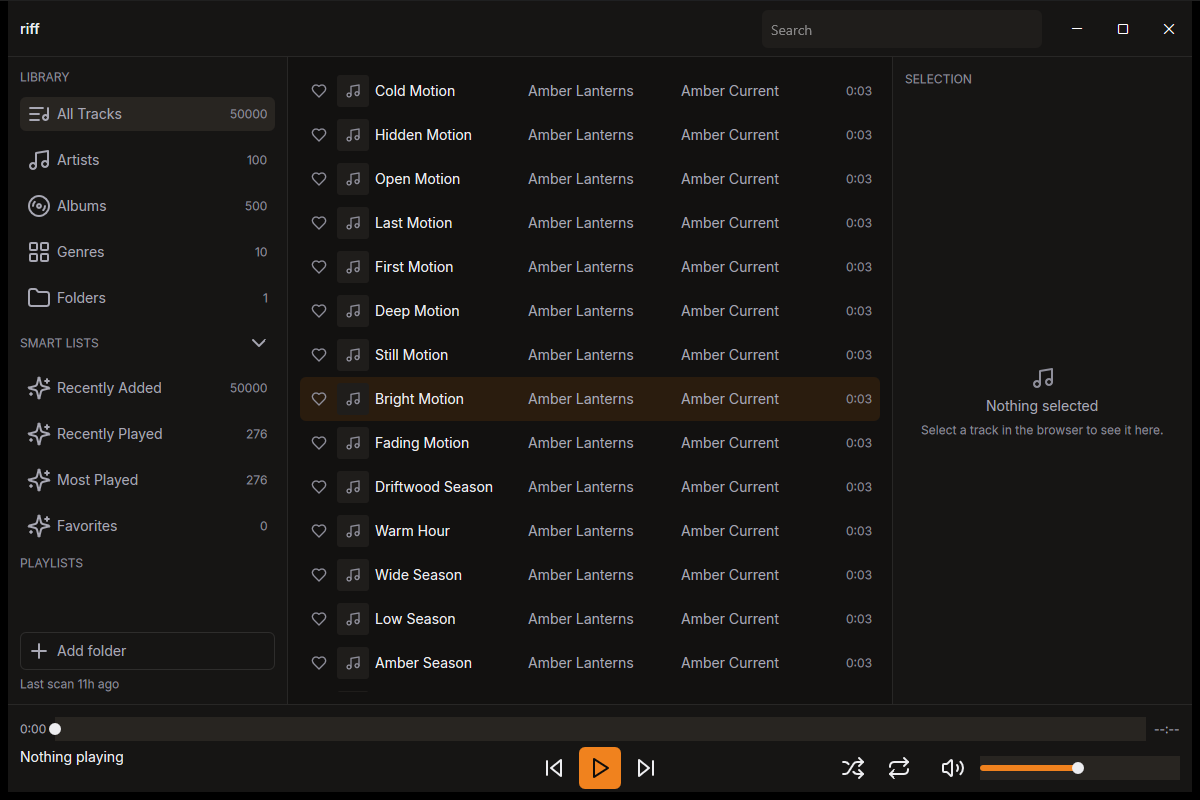 riff
Search
LIBRARY
All Tracks 50000
Artists 100
Albums 500
Genres 10
Folders 1
SMART LISTS
Recently Added 50000
Recently Played 276
Most Played 276
Favorites 0
PLAYLISTS
Add folder
Last scan 11h ago
Cold Motion Amber Lanterns Amber Current 0:03
Hidden Motion Amber Lanterns Amber Current 0:03
Open Motion Amber Lanterns Amber Current 0:03
Last Motion Amber Lanterns Amber Current 0:03
First Motion Amber Lanterns Amber Current 0:03
Deep Motion Amber Lanterns Amber Current 0:03
Still Motion Amber Lanterns Amber Current 0:03
Bright Motion Amber Lanterns Amber Current 0:03
Fading Motion Amber Lanterns Amber Current 0:03
Driftwood Season Amber Lanterns Amber Current 0:03
Warm Hour Amber Lanterns Amber Current 0:03
Wide Season Amber Lanterns Amber Current 0:03
Low Season Amber Lanterns Amber Current 0:03
Amber Season Amber Lanterns Amber Current 0:03
SELECTION
Nothing selected
Select a track in the browser to see it here.
0:00 --:--
Nothing playing